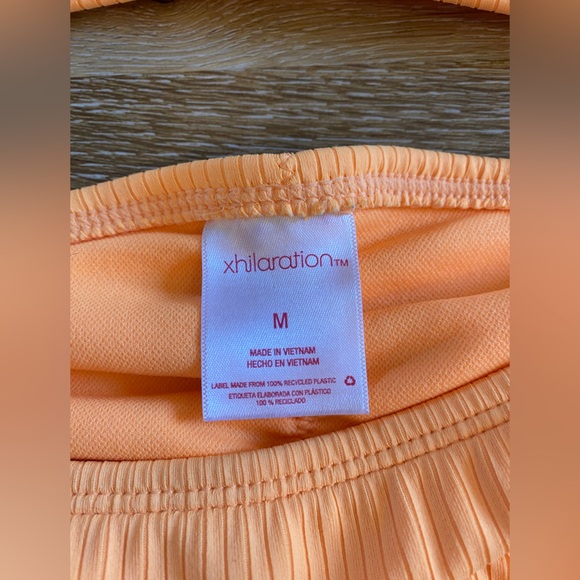 xhilaration™
M
MADE IN VIETNAM
HECHO EN VIETNAM
LABEL MADE FROM 100% RECYCLED PLASTIC
ETIQUETA ELABORADA CON PLÁSTICO
100 % RECICLADO